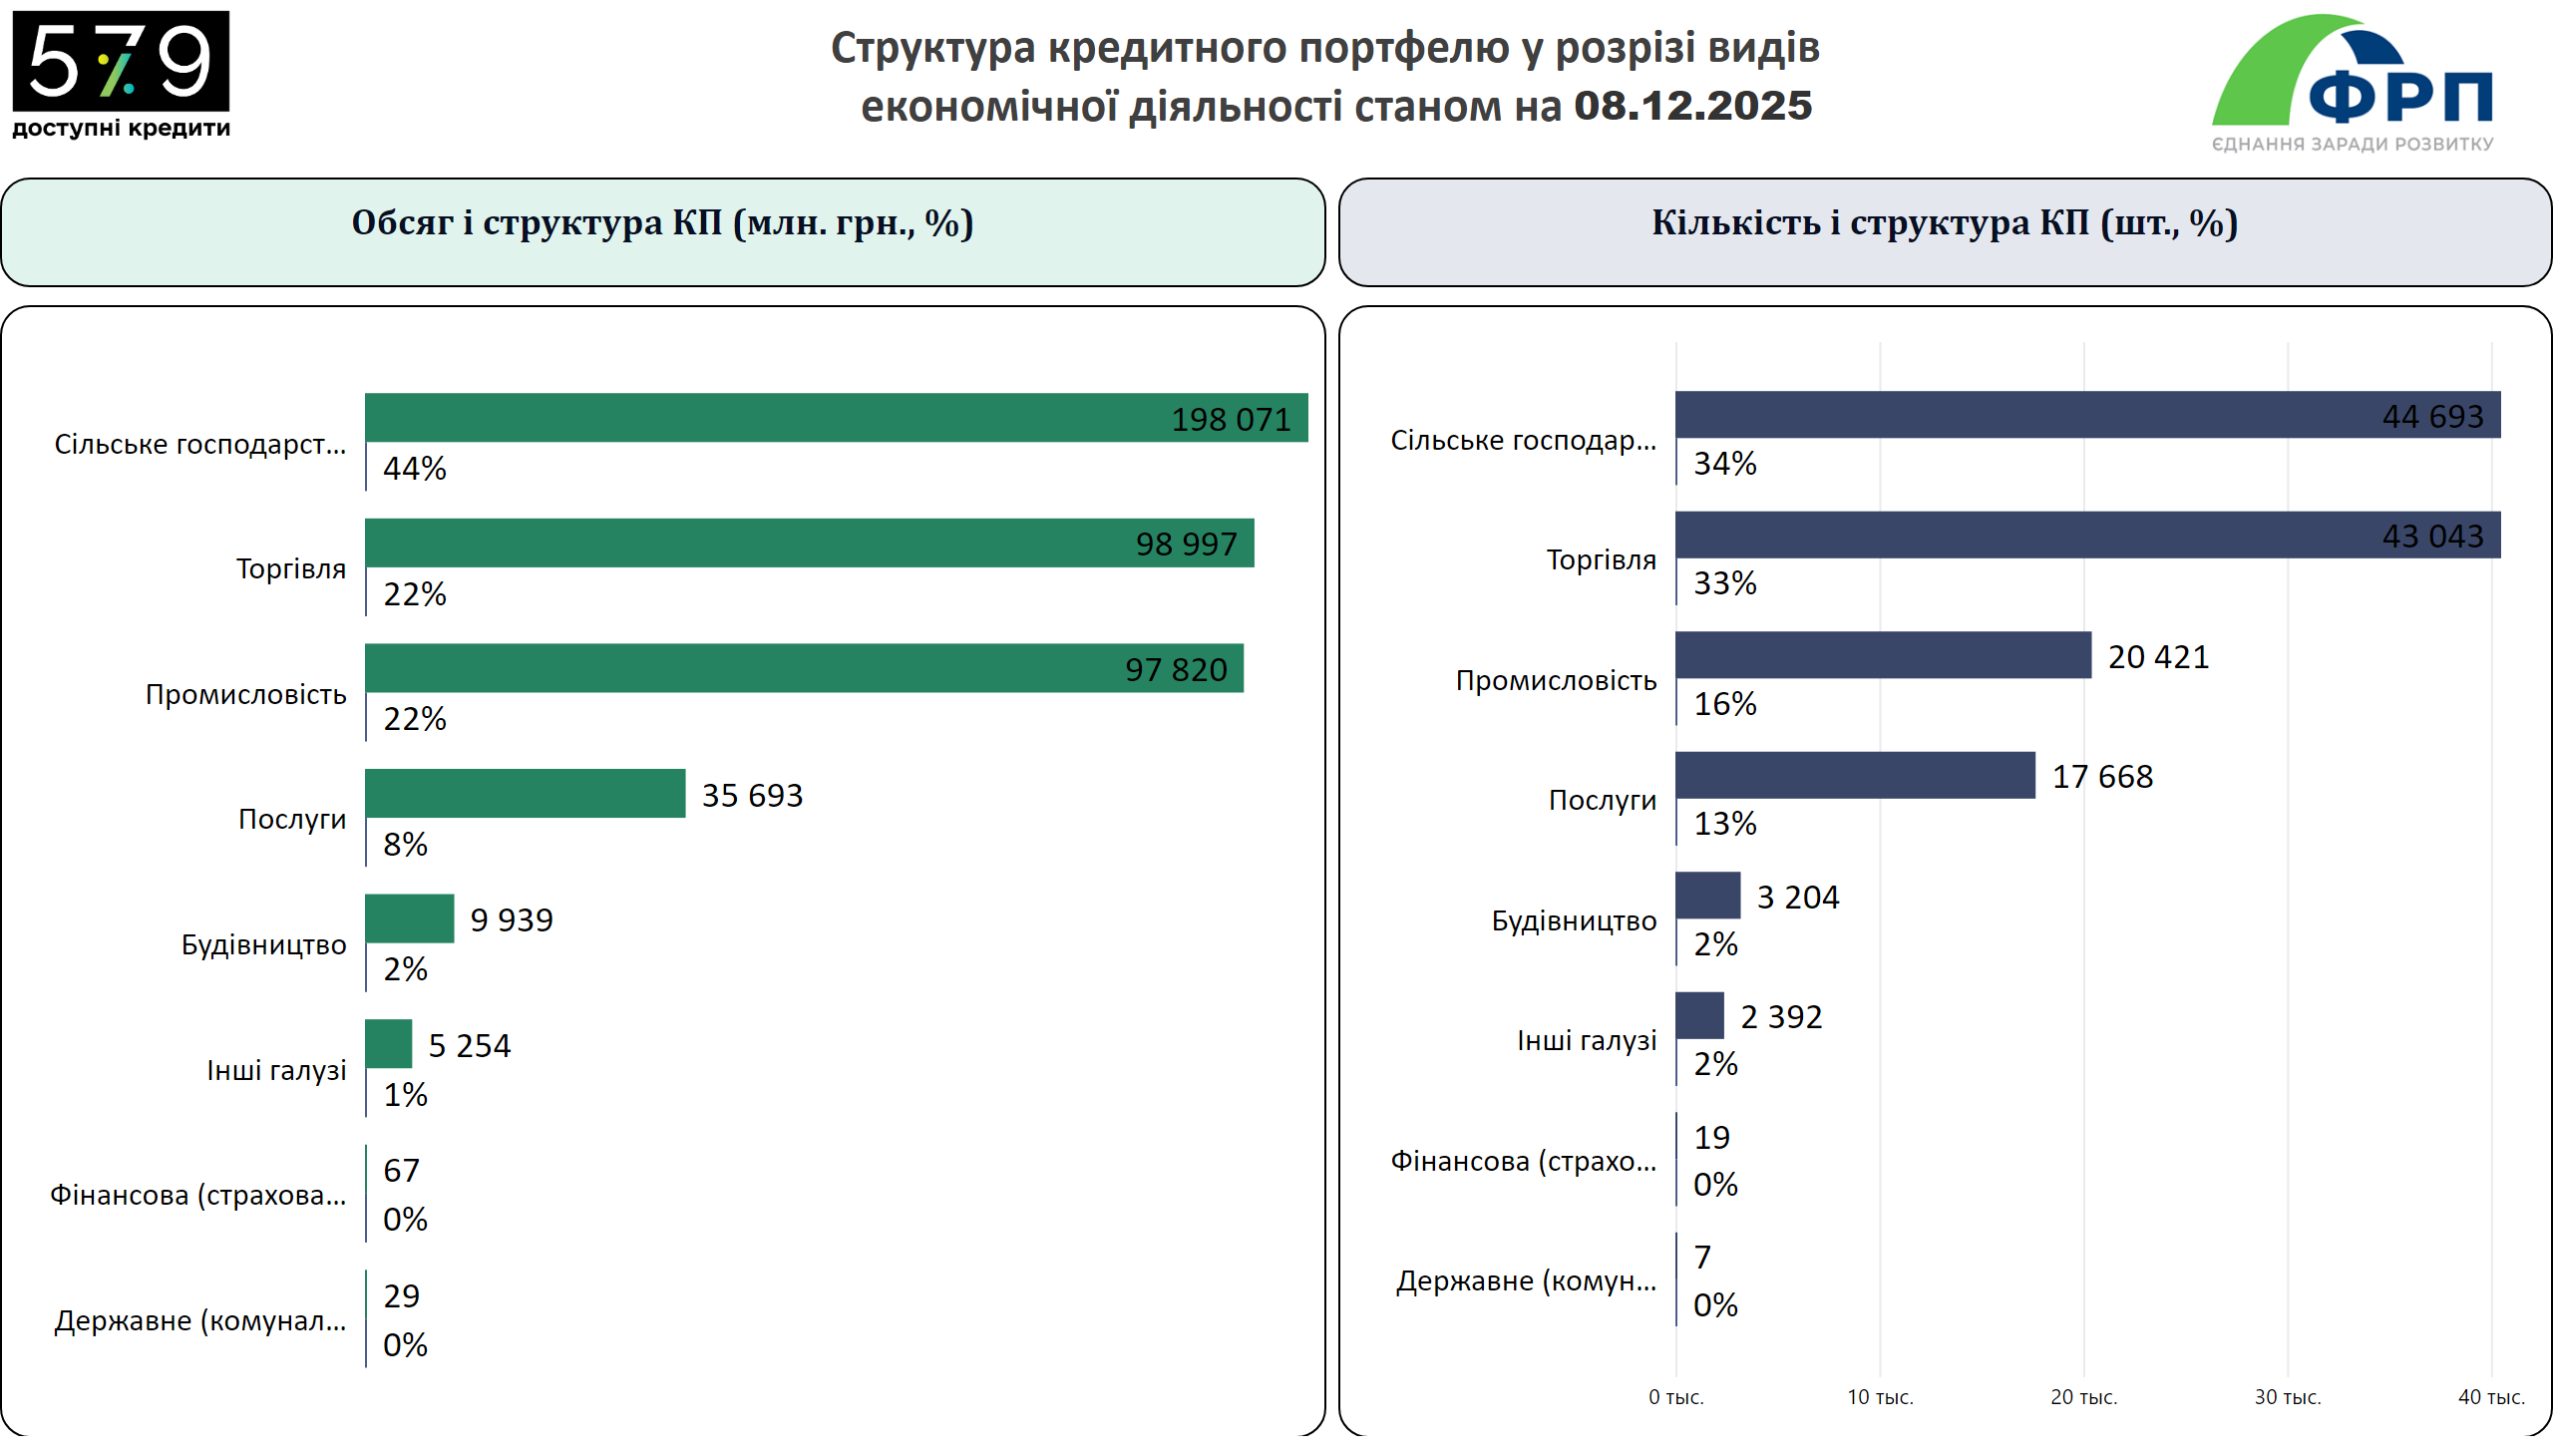 579
доступні кредити
Структура кредитного портфелю у розрізі видів
економічної діяльності станом на 08.12.2025
ФРП
ЄДНАННЯ ЗАРАДИ РОЗВИТКУ
Обсяг і структура КП (млн. грн., %)
Сільське господарст...
198 071
44%
Торгівля
98 997
22%
Промисловість
97 820
22%
Послуги
35 693
8%
Будівництво
9 939
2%
Інші галузі
5 254
1%
Фінансова (страхова...
67
0%
Державне (комунал...
29
0%
Кількість і структура КП (шт., %)
Сільське господар...
44 693
34%
Торгівля
43 043
33%
Промисловість
20 421
16%
Послуги
17 668
13%
Будівництво
3 204
2%
Інші галузі
2 392
2%
Фінансова (страхо...
19
0%
Державне (комун...
7
0%
0 тыс.
10 тыс.
20 тыс.
30 тыс.
40 тыс.